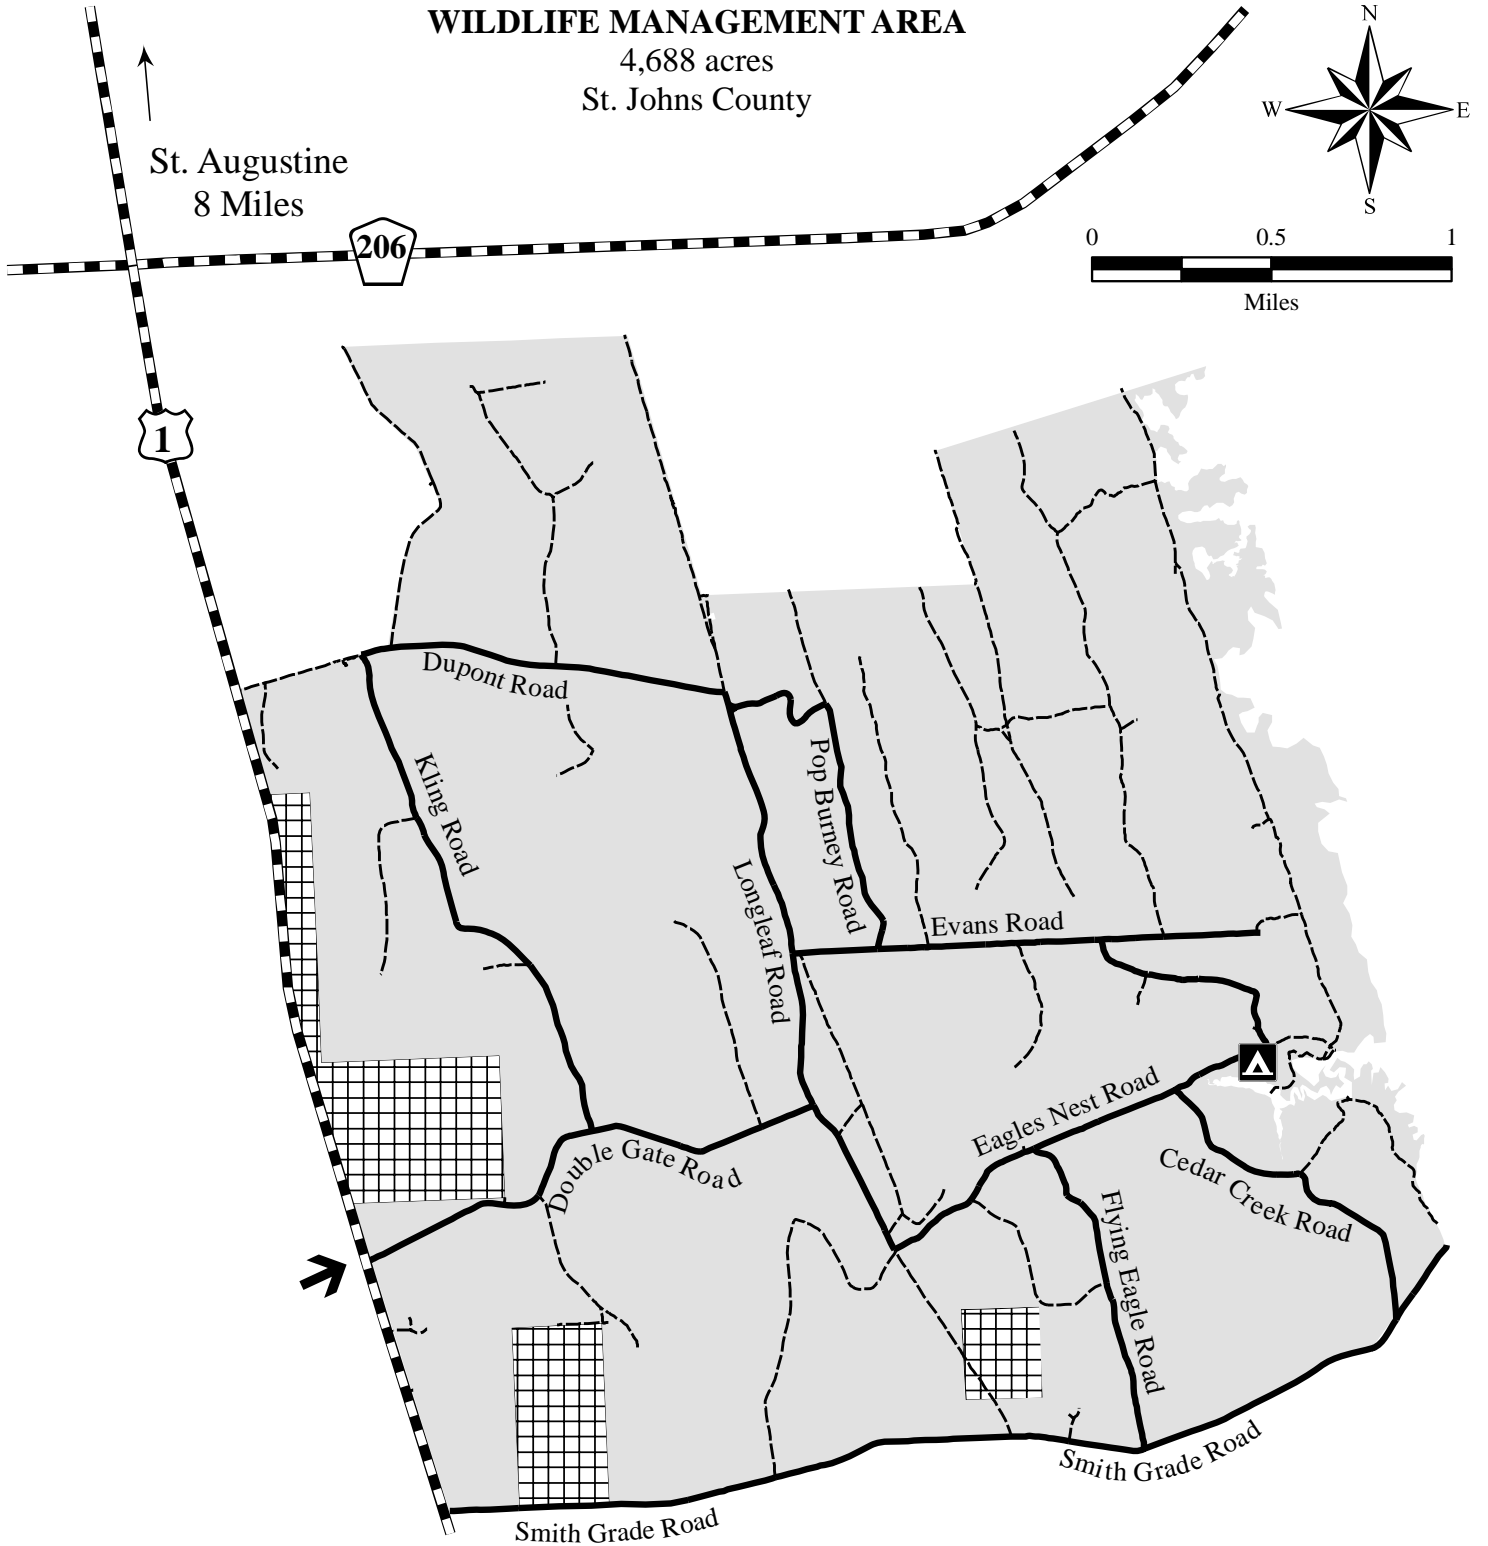 WILDLIFE MANAGEMENT AREA
4,688 acres
St. Johns County
N
W
E
S
St. Augustine
8 Miles
206
0 0.5 1
Miles
1
Dupont Road
Kling Road
Pop Burney Road
Longleaf Road
Evans Road
Eagles Nest Road
Double Gate Road
Cedar Creek Road
Flying Eagle Road
Smith Grade Road
Smith Grade Road